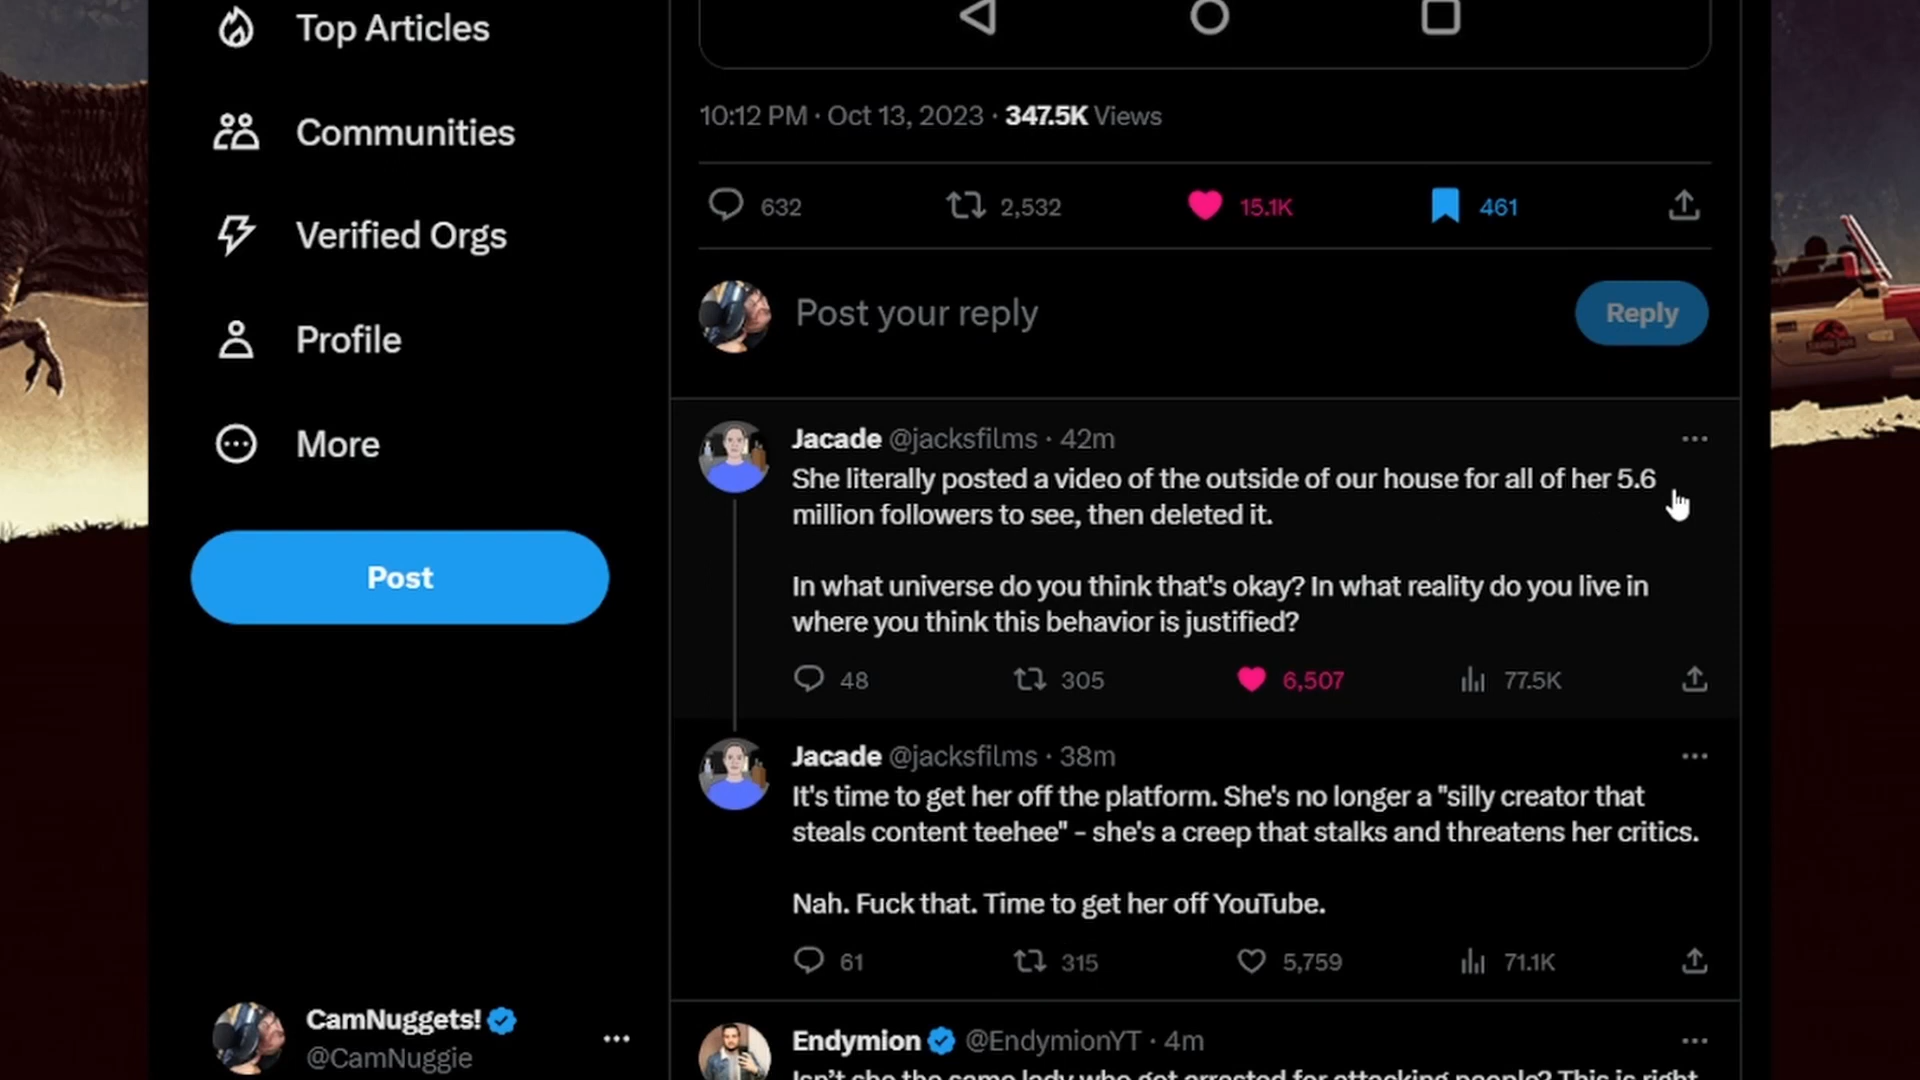 Top Articles
Communities
Verified Orgs
Profile
More
Post
CamNuggets!
@CamNuggie
10:12 PM · Oct 13, 2023 · 347.5K Views
632 2,532 15.1K 461
Post your reply
Reply
Jacade @jacksfilms · 42m
She literally posted a video of the outside of our house for all of her 5.6
million followers to see, then deleted it.
In what universe do you think that's okay? In what reality do you live in
where you think this behavior is justified?
48 305 6,507 77.5K
Jacade @jacksfilms · 38m
It's time to get her off the platform. She's no longer a "silly creator that
steals content teehee" - she's a creep that stalks and threatens her critics.
Nah. Fuck that. Time to get her off YouTube.
61 315 5,759 71.1K
Endymion @EndymionYT · 4m
Isn't she the same lady who got arrested for attacking people? This is right